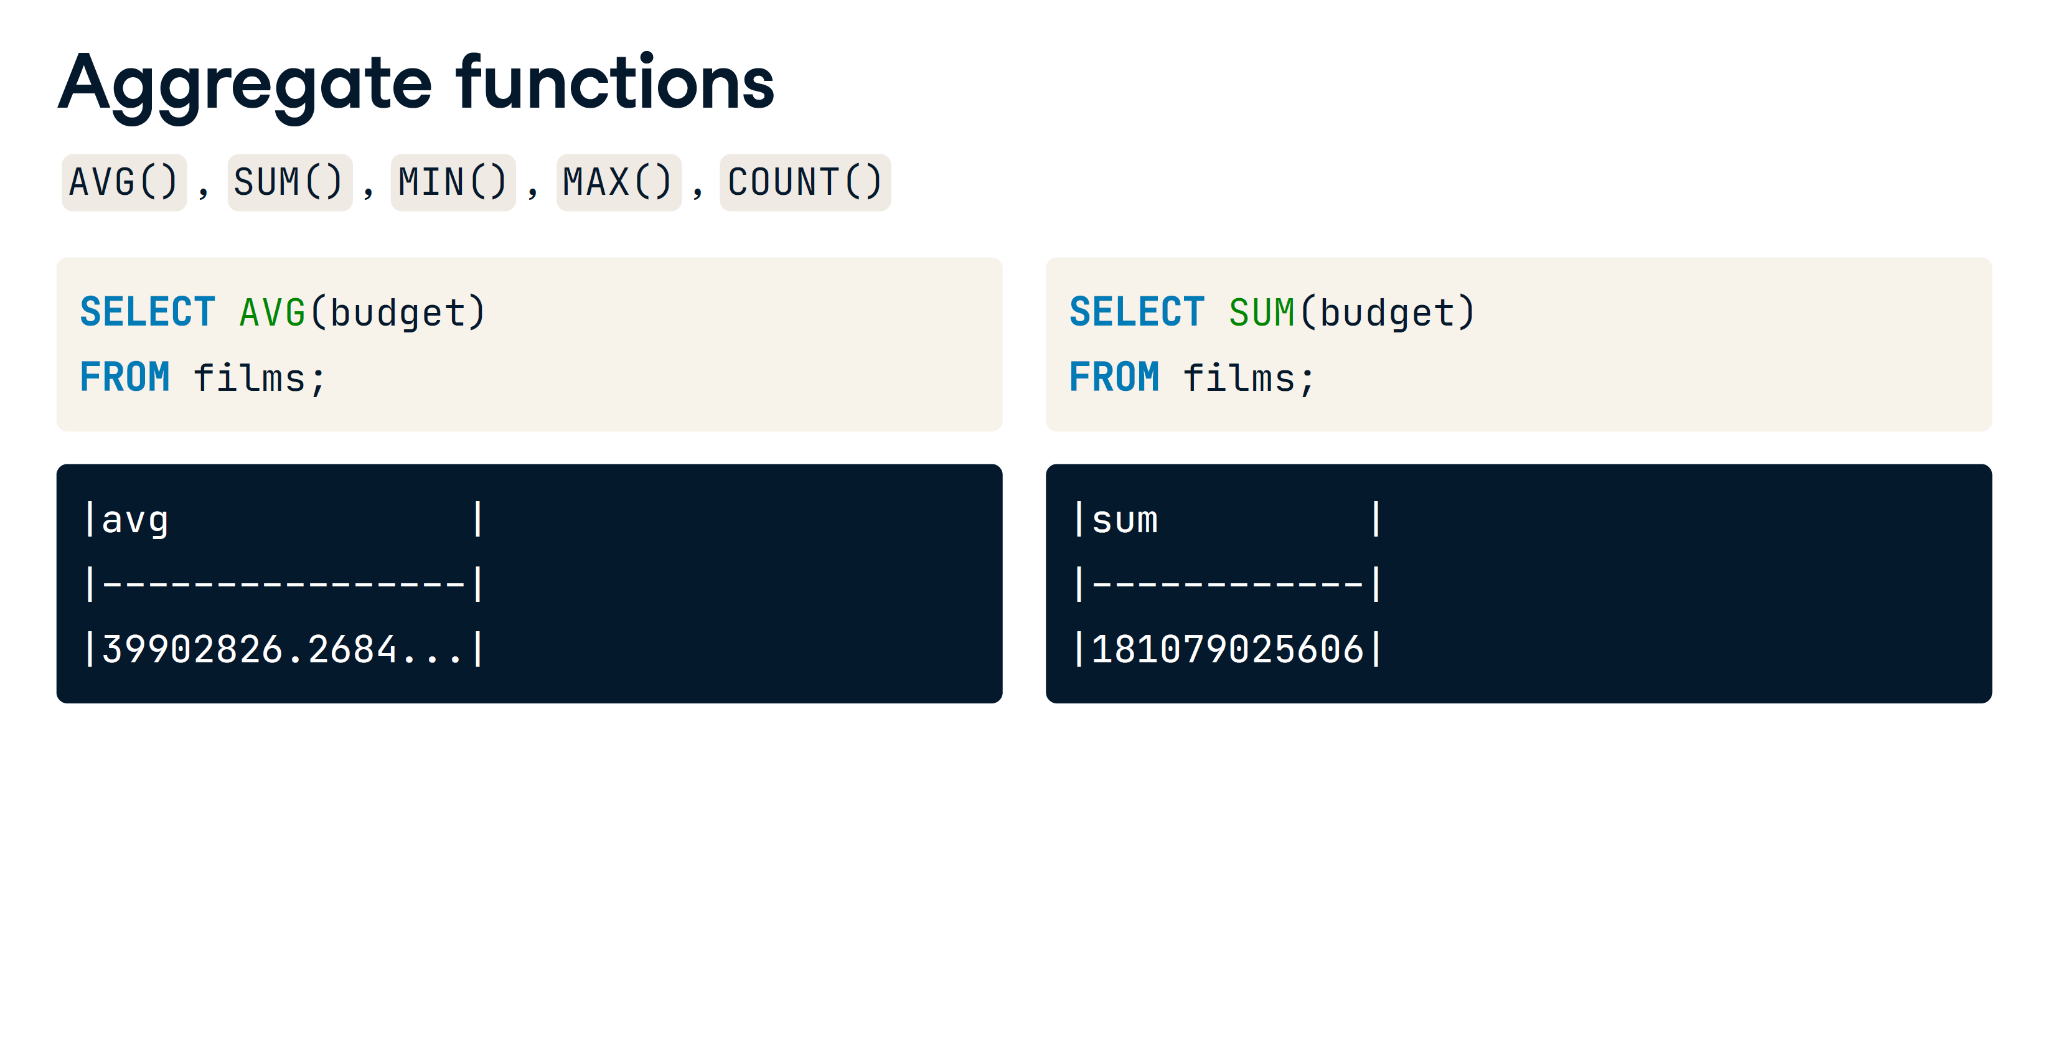 Aggregate functions
AVG() , SUM() , MIN() , MAX() , COUNT()
SELECT AVG(budget)
FROM films;
|avg             |
|----------------|
|39902826.2684...|
SELECT SUM(budget)
FROM films;
|sum         |
|------------|
|181079025606|